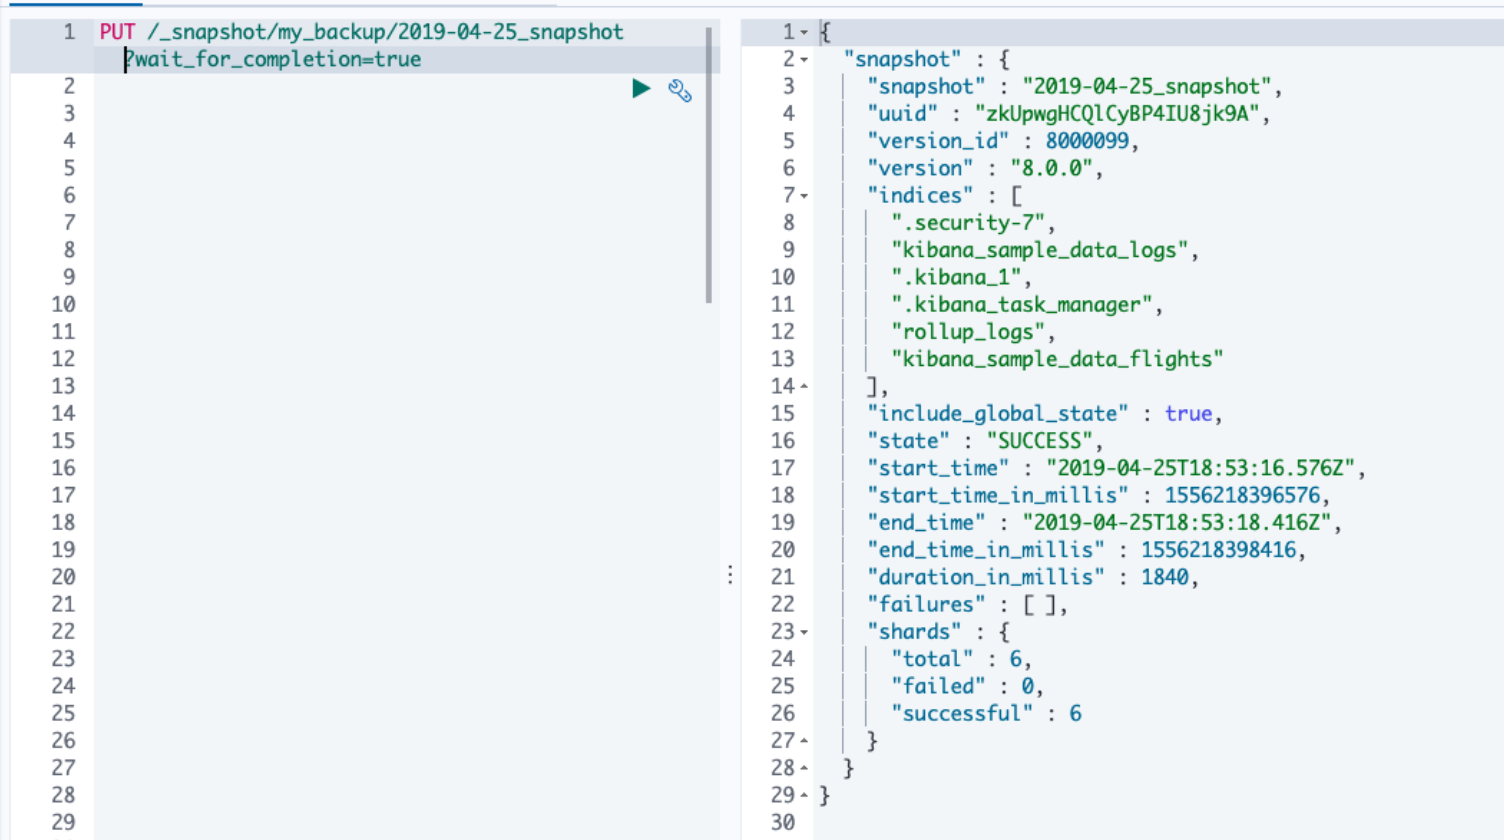 1 PUT /_snapshot/my_backup/2019-04-25_snapshot
?wait_for_completion=true
2
3
4
5
6
7
8
9
10
11
12
13
14
15
16
17
18
19
20
21
22
23
24
25
26
27
28
29
1 {
2 "snapshot" : {
3 "snapshot" : "2019-04-25_snapshot",
4 "uuid" : "zkUpwgHCQlCyBP4IU8jk9A",
5 "version_id" : 8000099,
6 "version" : "8.0.0",
7 "indices" : [
8 ".security-7",
9 "kibana_sample_data_logs",
10 ".kibana_1",
11 ".kibana_task_manager",
12 "rollup_logs",
13 "kibana_sample_data_flights"
14 ],
15 "include_global_state" : true,
16 "state" : "SUCCESS",
17 "start_time" : "2019-04-25T18:53:16.576Z",
18 "start_time_in_millis" : 1556218396576,
19 "end_time" : "2019-04-25T18:53:18.416Z",
20 "end_time_in_millis" : 1556218398416,
21 "duration_in_millis" : 1840,
22 "failures" : [ ],
23 "shards" : {
24 "total" : 6,
25 "failed" : 0,
26 "successful" : 6
27 }
28 }
29 }
30